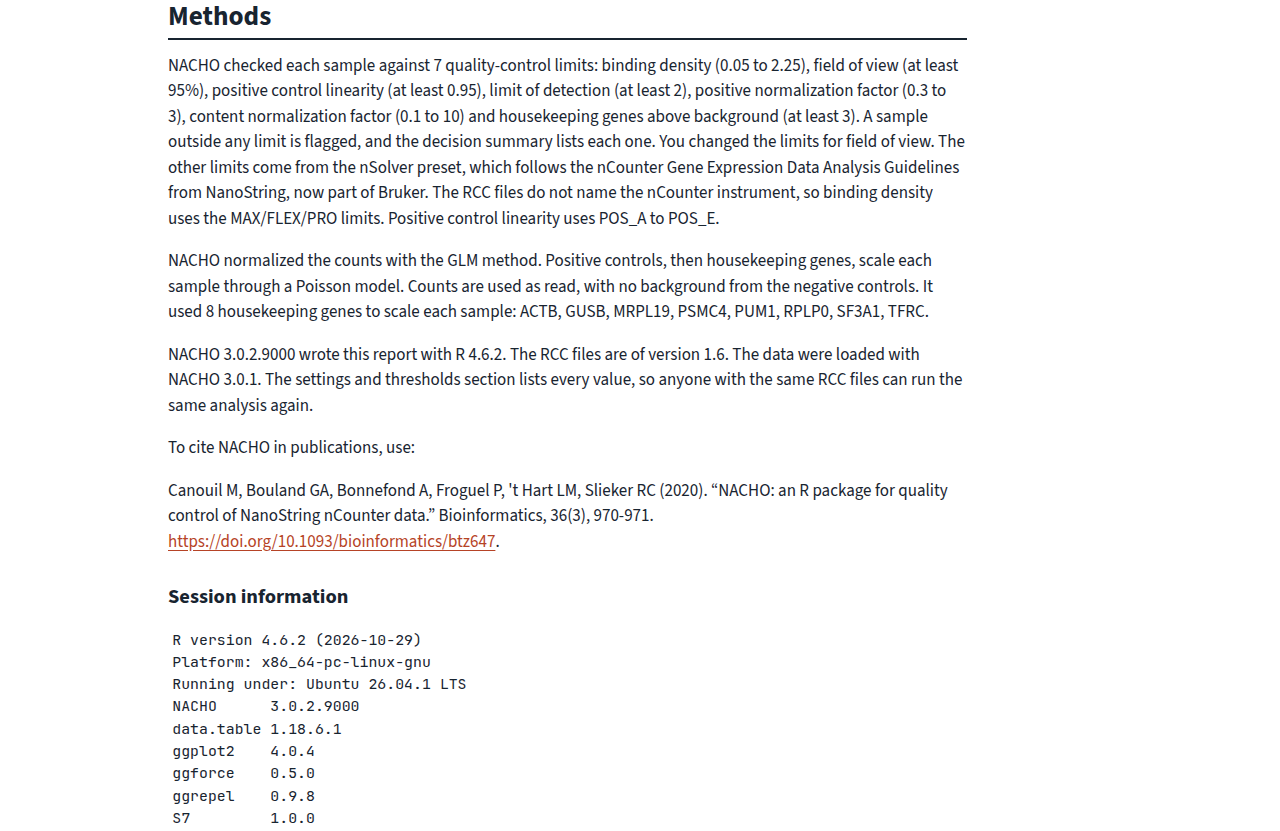 Methods
NACHO checked each sample against 7 quality-control limits: binding density (0.05 to 2.25), field of view (at least
95%), positive control linearity (at least 0.95), limit of detection (at least 2), positive normalization factor (0.3 to
3), content normalization factor (0.1 to 10) and housekeeping genes above background (at least 3). A sample
outside any limit is flagged, and the decision summary lists each one. You changed the limits for field of view. The
other limits come from the nSolver preset, which follows the nCounter Gene Expression Data Analysis Guidelines
from NanoString, now part of Bruker. The RCC files do not name the nCounter instrument, so binding density
uses the MAX/FLEX/PRO limits. Positive control linearity uses POS_A to POS_E.
NACHO normalized the counts with the GLM method. Positive controls, then housekeeping genes, scale each
sample through a Poisson model. Counts are used as read, with no background from the negative controls. It
used 8 housekeeping genes to scale each sample: ACTB, GUSB, MRPL19, PSMC4, PUM1, RPLP0, SF3A1, TFRC.
NACHO 3.0.2.9000 wrote this report with R 4.6.2. The RCC files are of version 1.6. The data were loaded with
NACHO 3.0.1. The settings and thresholds section lists every value, so anyone with the same RCC files can run the
same analysis again.
To cite NACHO in publications, use:
Canouil M, Bouland GA, Bonnefond A, Froguel P, 't Hart LM, Slieker RC (2020). “NACHO: an R package for quality
control of NanoString nCounter data.” Bioinformatics, 36(3), 970-971.
https://doi.org/10.1093/bioinformatics/btz647.
Session information
R version 4.6.2 (2026-10-29)
Platform: x86_64-pc-linux-gnu
Running under: Ubuntu 26.04.1 LTS
NACHO      3.0.2.9000
data.table 1.18.6.1
ggplot2    4.0.4
ggforce    0.5.0
ggrepel    0.9.8
S7         1.0.0